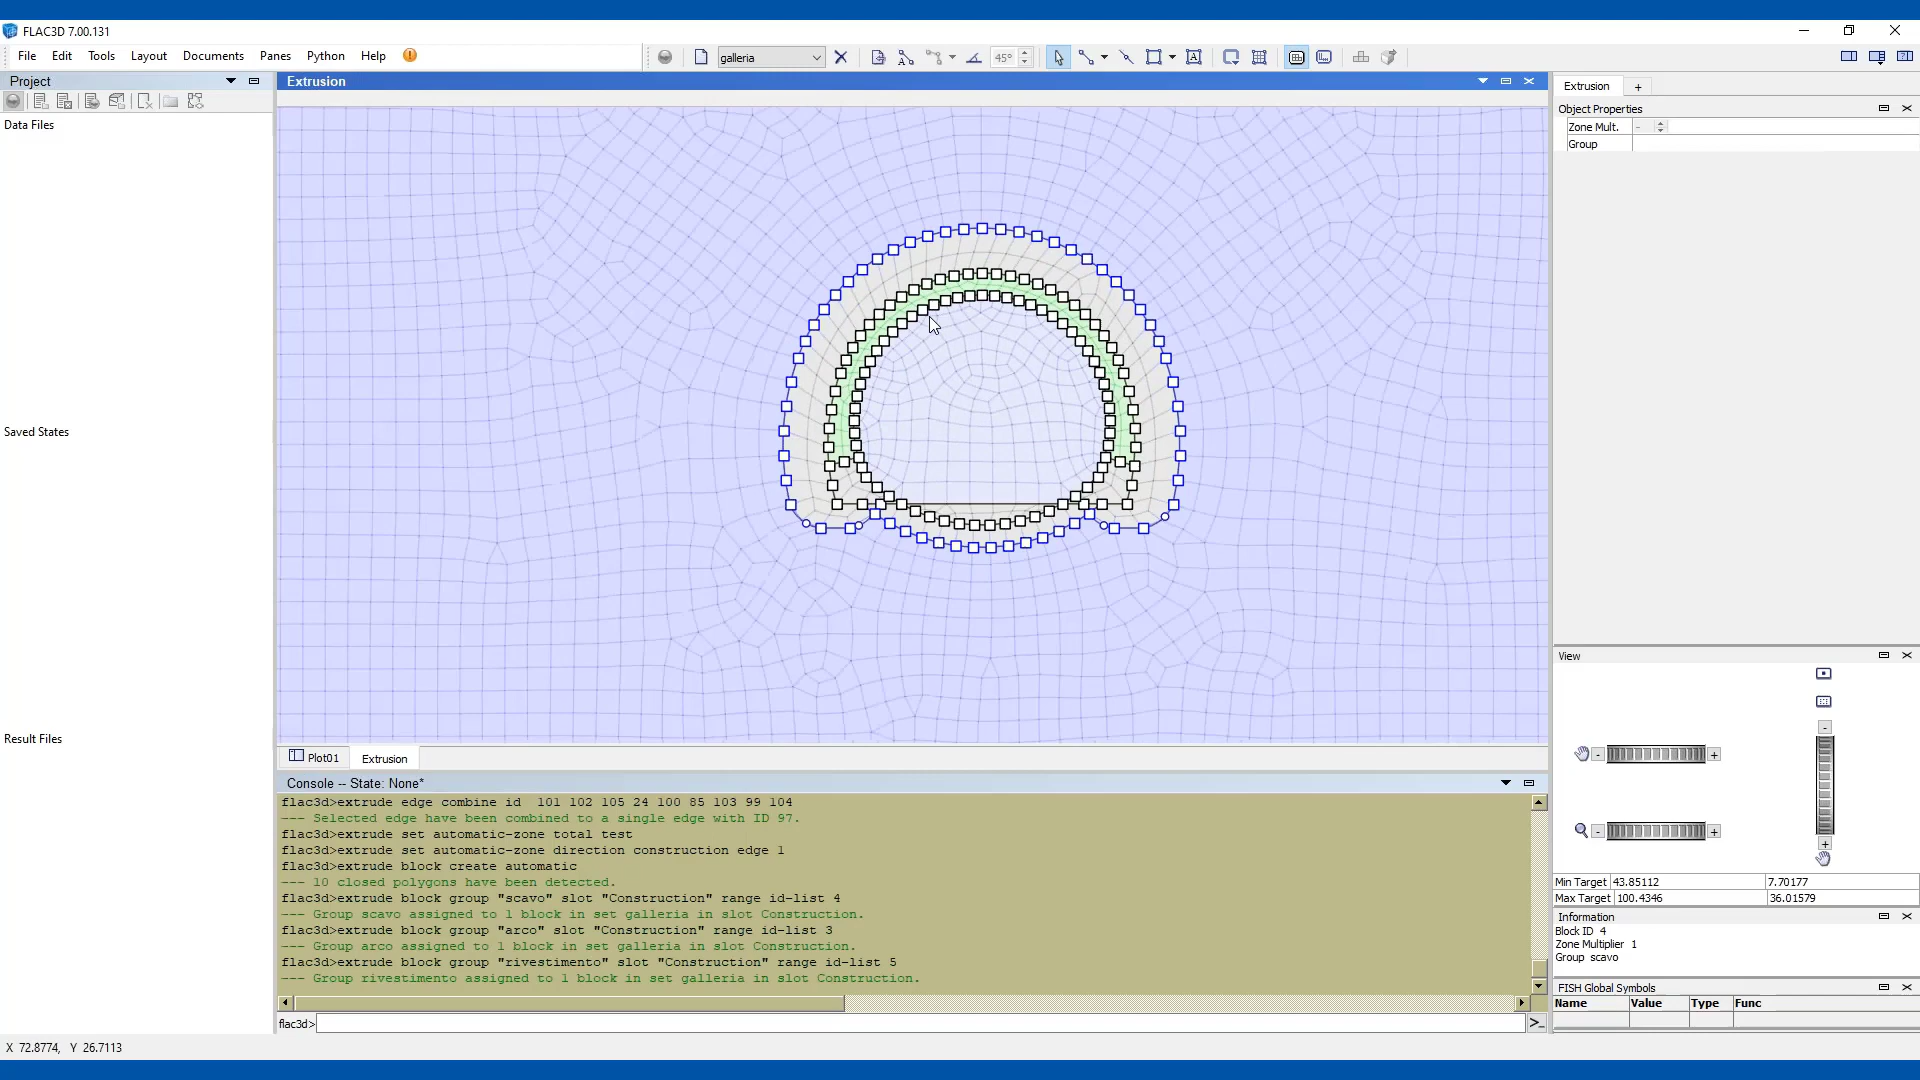 FLAC3D 7.00.131
File Edit Tools Layout Documents Panes Python Help
galleria
45°
Project
Extrusion
Extrusion +
Object Properties
Zone Mult. -
Group
Data Files
Saved States
Result Files
Plot01 Extrusion
Console -- State: None*
flac3d>extrude edge combine id  101 102 105 24 100 85 103 99 104
--- Selected edge have been combined to a single edge with ID 97.
flac3d>extrude set automatic-zone total test
flac3d>extrude set automatic-zone direction construction edge 1
flac3d>extrude block create automatic
--- 10 closed polygons have been detected.
flac3d>extrude block group "scavo" slot "Construction" range id-list 4
--- Group scavo assigned to 1 block in set galleria in slot Construction.
flac3d>extrude block group "arco" slot "Construction" range id-list 3
--- Group arco assigned to 1 block in set galleria in slot Construction.
flac3d>extrude block group "rivestimento" slot "Construction" range id-list 5
--- Group rivestimento assigned to 1 block in set galleria in slot Construction.
flac3d>
View
-
- +
- +
+
Min Target 43.85112 7.70177
Max Target 100.4346 36.01579
Information
Block ID 4
Zone Multiplier 1
Group scavo
FISH Global Symbols
Name Value Type Func
X 72.8774, Y 26.7113